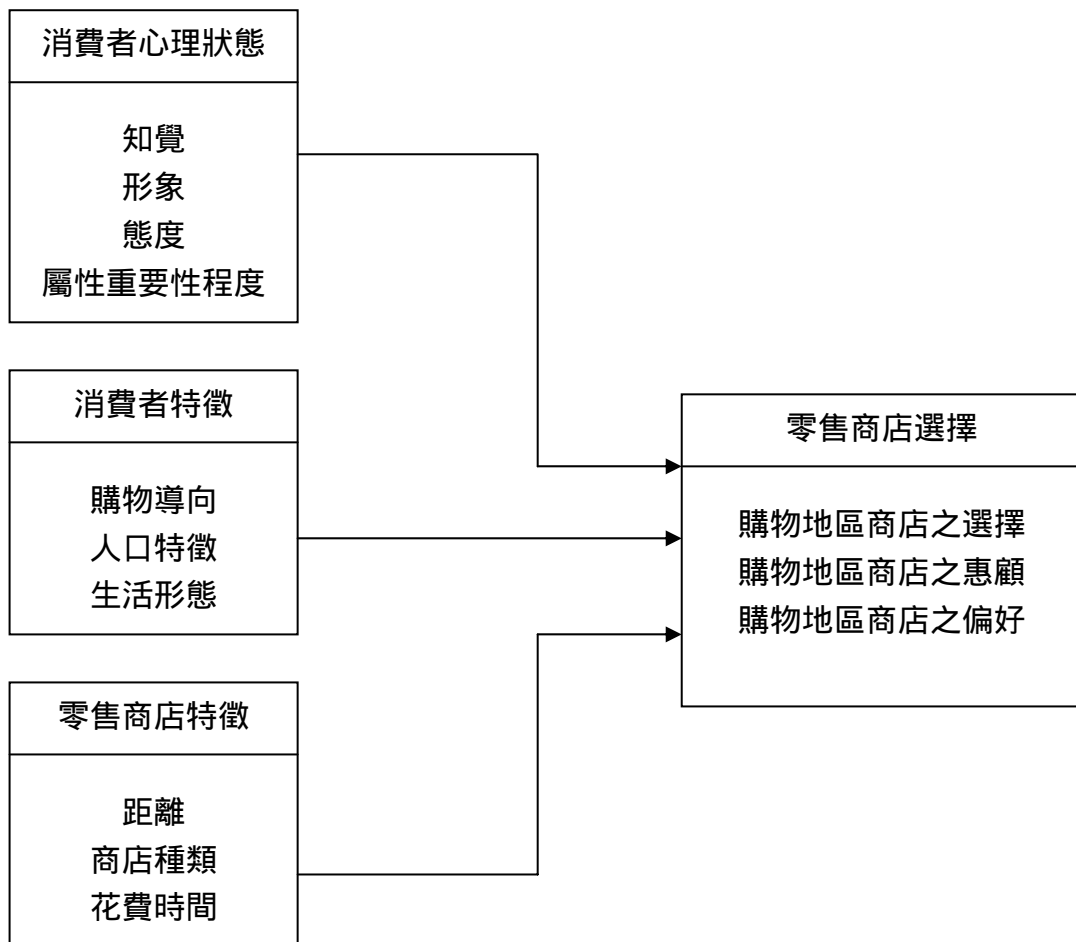 消費者心理狀態
知覺
形象
態度
屬性重要性程度
消費者特徵
購物導向
人口特徵
生活形態
零售商店特徵
距離
商店種類
花費時間
零售商店選擇
購物地區商店之選擇
購物地區商店之惠顧
購物地區商店之偏好